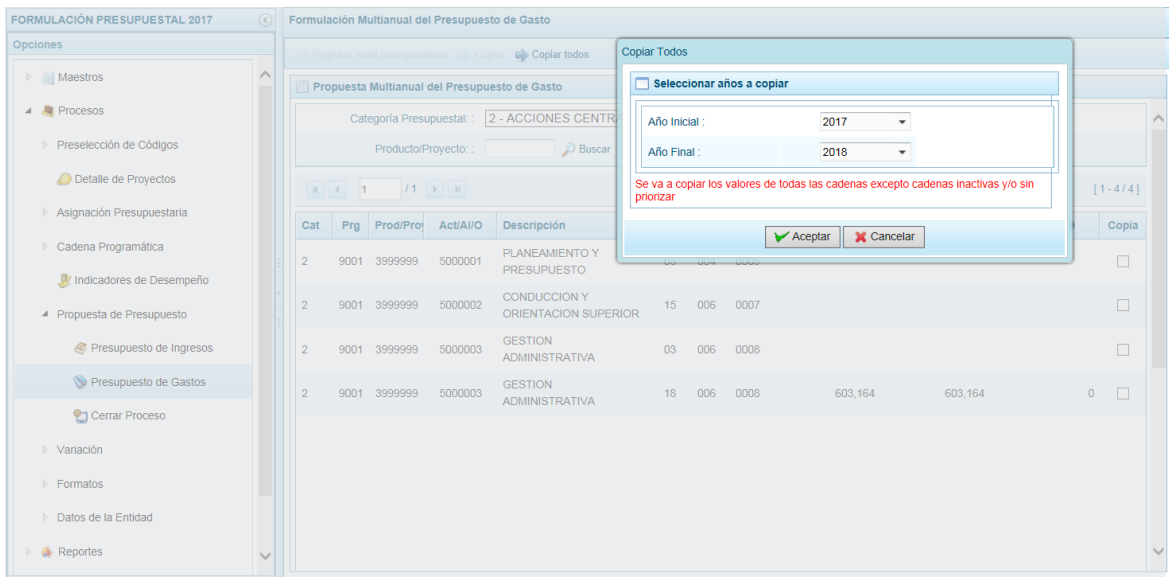 FORMULACIÓN PRESUPUESTAL 2017
Opciones
Maestros
Procesos
Preselección de Códigos
Detalle de Proyectos
Asignación Presupuestaria
Cadena Programática
Indicadores de Desempeño
Propuesta de Presupuesto
Presupuesto de Ingresos
Presupuesto de Gastos
Cerrar Proceso
Variación
Formatos
Datos de la Entidad
Reportes
Formulación Multianual del Presupuesto de Gasto
Registrar meta presupuestaria Copiar Copiar todos
Propuesta Multianual del Presupuesto de Gasto
Categoría Presupuestal: : 2 - ACCIONES CENTR
Producto/Proyecto: : Buscar
1 / 1 [ 1 - 4 / 4 ]
Cat Prg Prod/Proy Act/AI/O Descripción Copia
2 9001 3999999 5000001 PLANEAMIENTO Y
PRESUPUESTO
2 9001 3999999 5000002 CONDUCCION Y
ORIENTACION SUPERIOR 15 006 0007
2 9001 3999999 5000003 GESTION
ADMINISTRATIVA 03 006 0008
2 9001 3999999 5000003 GESTION
ADMINISTRATIVA 18 006 0008 603,164 603,164 0
Copiar Todos
Seleccionar años a copiar
Año Inicial : 2017
Año Final : 2018
Se va a copiar los valores de todas las cadenas excepto cadenas inactivas y/o sin
priorizar
Aceptar Cancelar